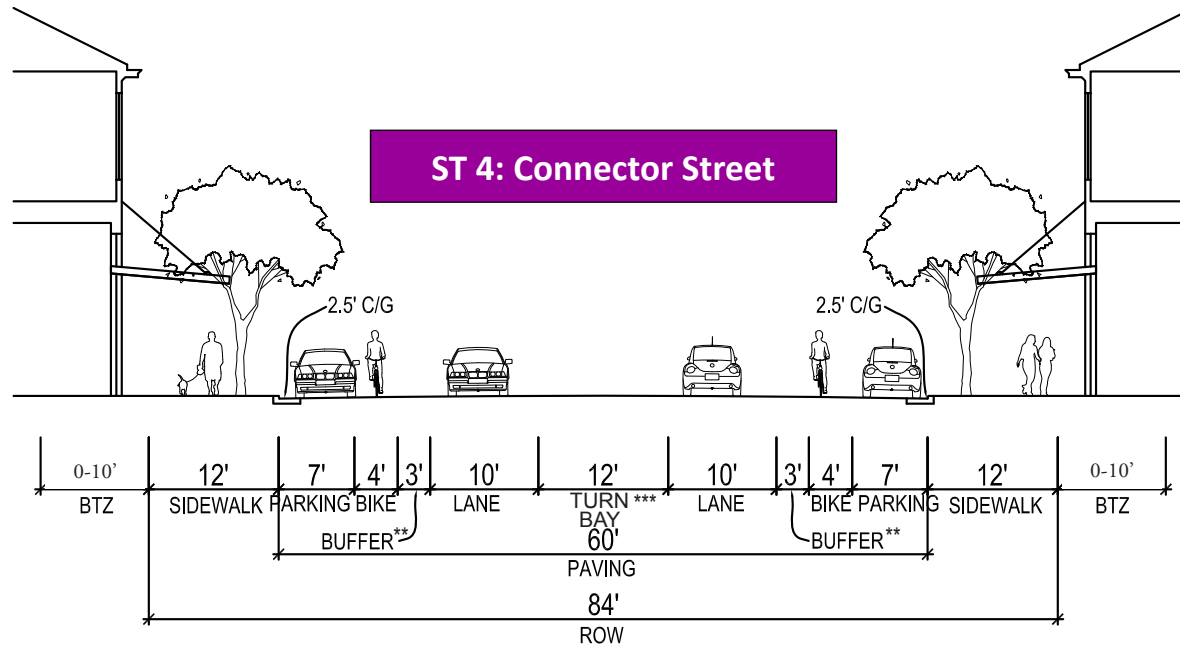 ST 4: Connector Street
2.5' C/G
2.5' C/G
0-10’ 12' 7' 4' 3' 10' 12' 10' 3' 4' 7' 12' 0-10’
BTZ SIDEWALK PARKING BIKE LANE TURN *** LANE BIKE PARKING SIDEWALK BTZ
BAY
BUFFER** 60' BUFFER**
PAVING
84'
ROW